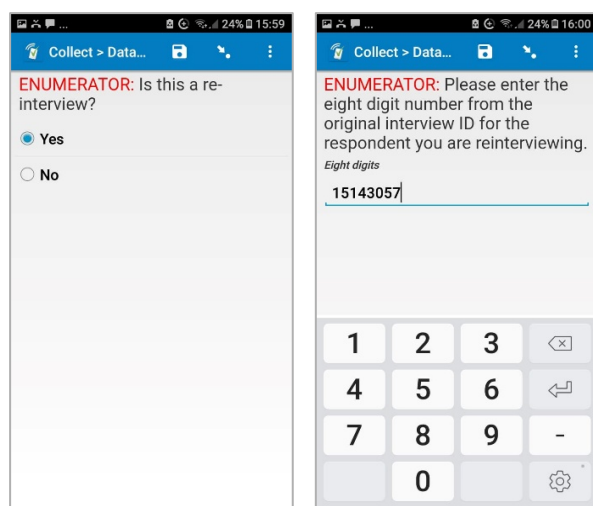 ... 24% 15:59
Collect > Data...
ENUMERATOR: Is this a re-
interview?
Yes
No
... 24% 16:00
Collect > Data...
ENUMERATOR: Please enter the
eight digit number from the
original interview ID for the
respondent you are reinterviewing.
Eight digits
15143057
1 2 3
4 5 6
7 8 9 -
0